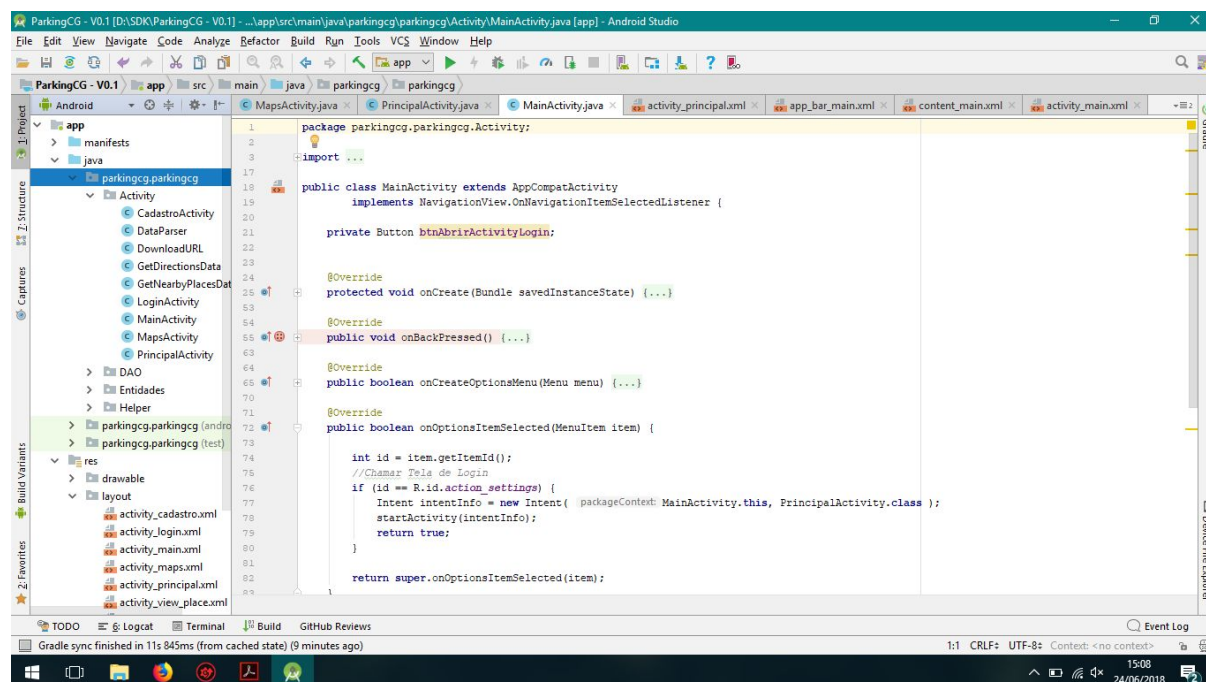 ParkingCG - V0.1 [D:\SDK\ParkingCG - V0.1] - ...\app\src\main\java\parkingcg\parkingcg\Activity\MainActivity.java [app] - Android Studio
File Edit View Navigate Code Analyze Refactor Build Run Tools VCS Window Help
app
ParkingCG - V0.1 app src main java parkingcg parkingcg
Android
MapsActivity.java PrincipalActivity.java MainActivity.java activity_principal.xml app_bar_main.xml content_main.xml activity_main.xml
1: Project
Z: Structure
Captures
Build Variants
2: Favorites
app
manifests
java
parkingcg.parkingcg
Activity
CadastroActivity
DataParser
DownloadURL
GetDirectionsData
GetNearbyPlacesDat
LoginActivity
MainActivity
MapsActivity
PrincipalActivity
DAO
Entidades
Helper
parkingcg.parkingcg (andro
parkingcg.parkingcg (test)
res
drawable
layout
activity_cadastro.xml
activity_login.xml
activity_main.xml
activity_maps.xml
activity_principal.xml
activity_view_place.xml
1 package parkingcg.parkingcg.Activity;
2
3 import ...
17
18 public class MainActivity extends AppCompatActivity
19 implements NavigationView.OnNavigationItemSelectedListener {
20
21 private Button btnAbrirActivityLogin;
22
23
24 @Override
25 protected void onCreate(Bundle savedInstanceState) {...}
53
54 @Override
55 public void onBackPressed() {...}
63
64 @Override
65 public boolean onCreateOptionsMenu(Menu menu) {...}
70
71 @Override
72 public boolean onOptionsItemSelected(MenuItem item) {
73
74 int id = item.getItemId();
75 //Chamar Tela de Login
76 if (id == R.id.action_settings) {
77 Intent intentInfo = new Intent( packageContext: MainActivity.this, PrincipalActivity.class );
78 startActivity(intentInfo);
79 return true;
80 }
81
82 return super.onOptionsItemSelected(item);
83 }
Device File Explorer
TODO 6: Logcat Terminal Build GitHub Reviews Event Log
Gradle sync finished in 11s 845ms (from cached state) (9 minutes ago) 1:1 CRLF UTF-8 Context: <no context>
15:08
24/06/2018
2